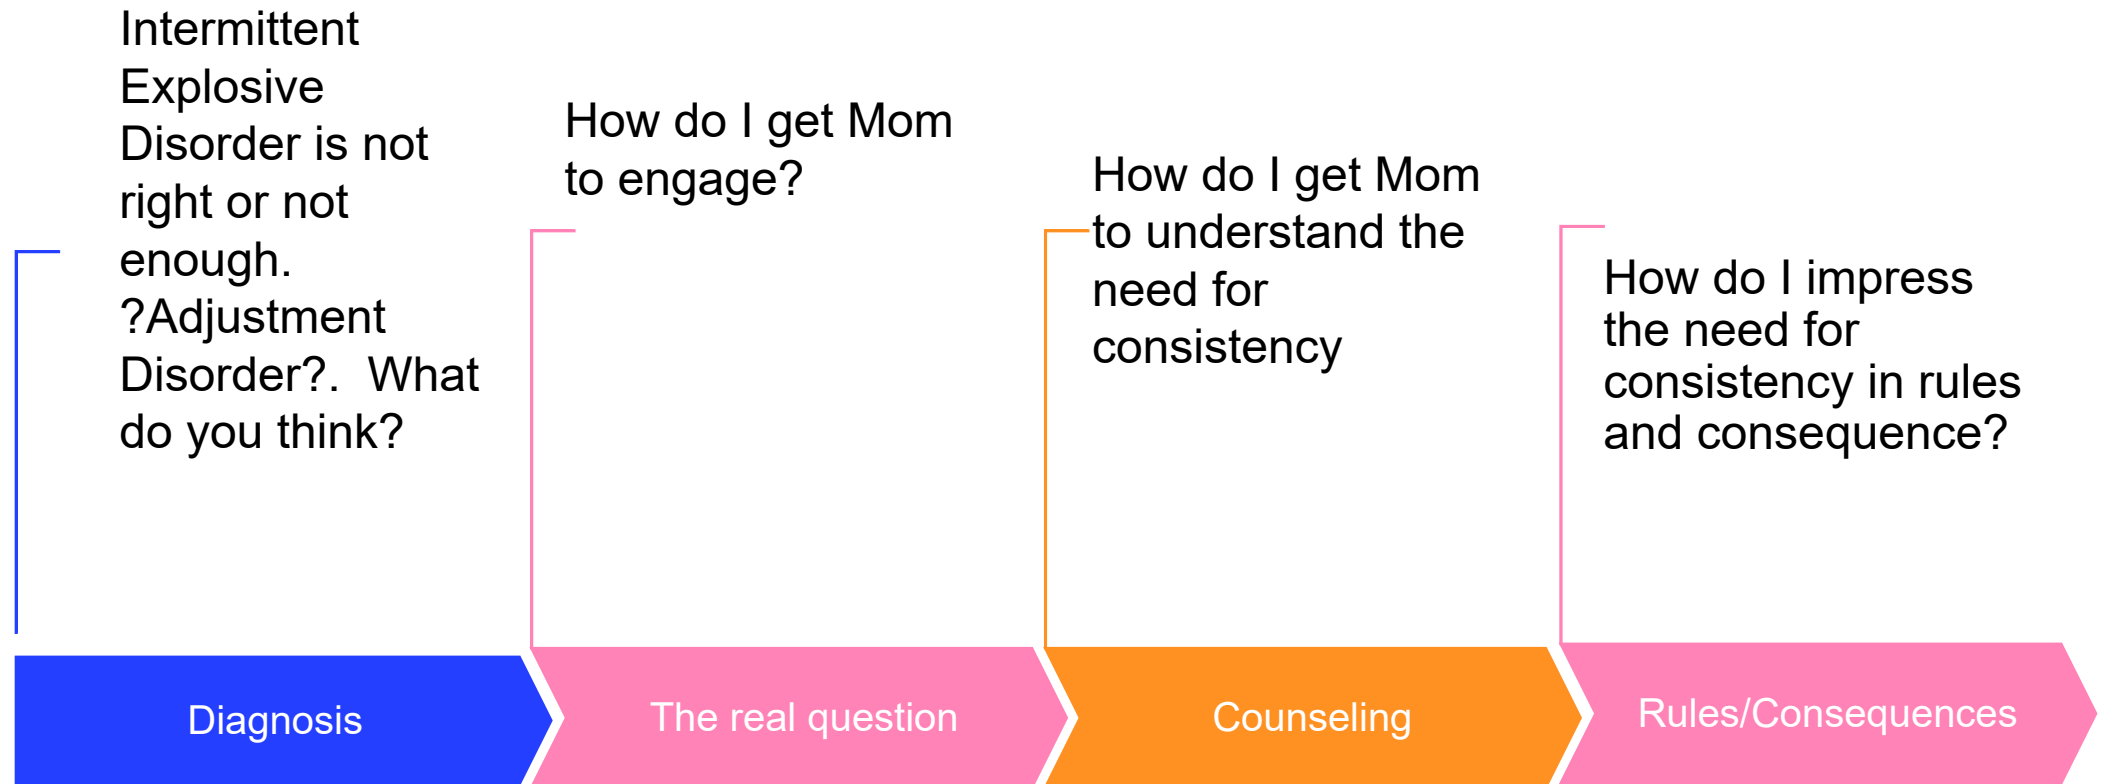 Intermittent
Explosive
Disorder is not
right or not
enough.
?Adjustment
Disorder?.  What
do you think?
How do I get Mom
to engage?
How do I get Mom
to understand the
need for
consistency
How do I impress
the need for
consistency in rules
and consequence?
Diagnosis
The real question
Counseling
Rules/Consequences